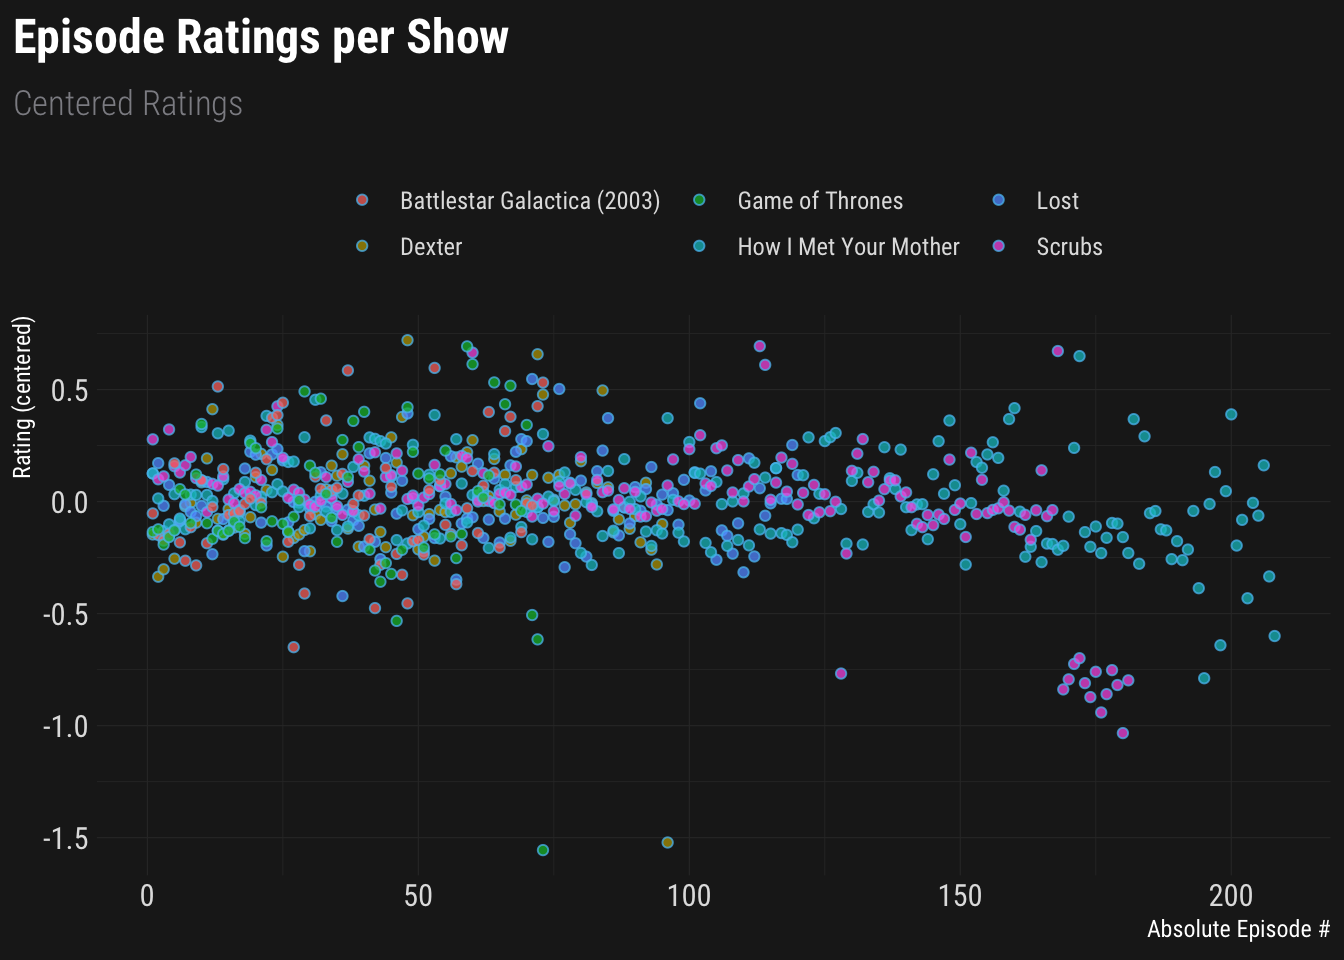 Episode Ratings per Show
Centered Ratings
Battlestar Galactica (2003) Game of Thrones Lost
Dexter How I Met Your Mother Scrubs
Rating (centered)
0.5
0.0
-0.5
-1.0
-1.5
0 50 100 150 200
Absolute Episode #